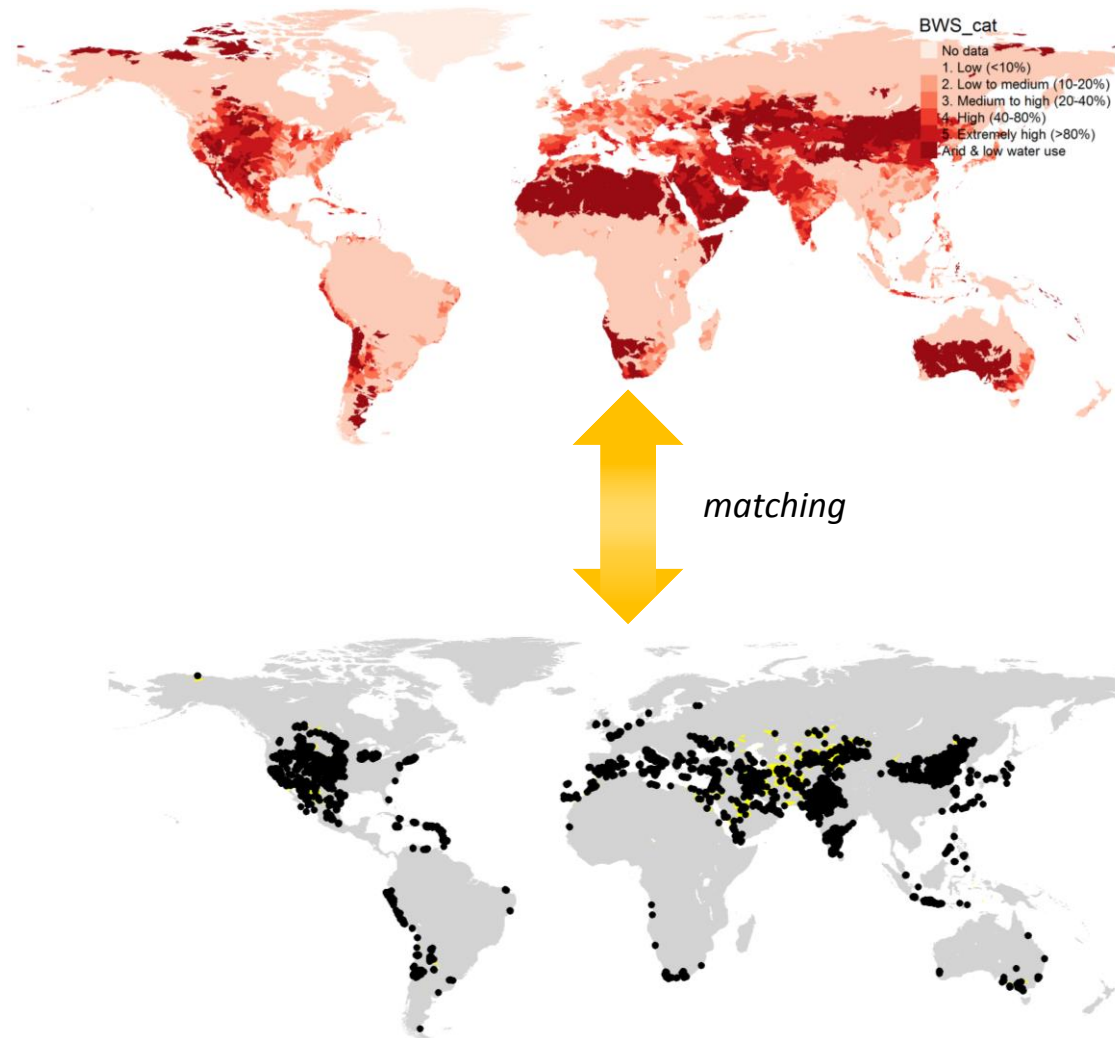 BWS_cat
No data
1. Low (<10%)
2. Low to medium (10-20%)
3. Medium to high (20-40%)
4. High (40-80%)
5. Extremely high (>80%)
Arid & low water use
matching